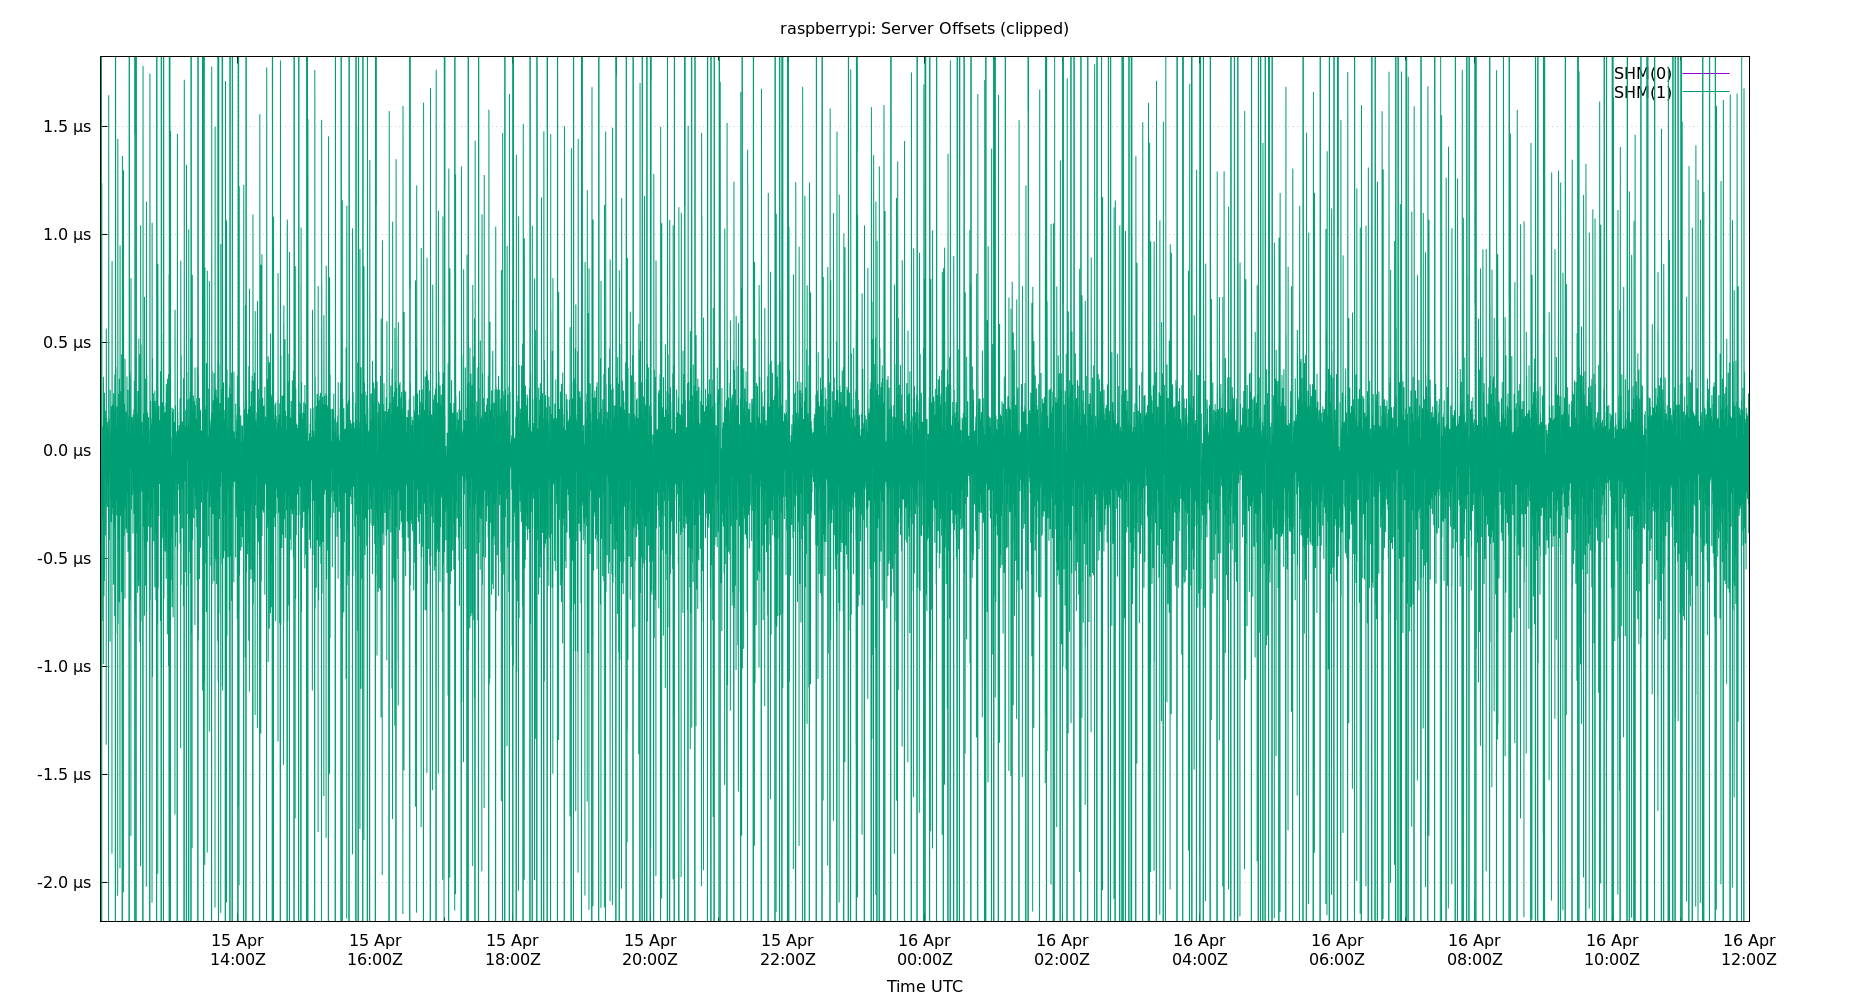 raspberrypi: Server Offsets (clipped)
SHM(0)
SHM(1)
1.5 µs
1.0 µs
0.5 µs
0.0 µs
-0.5 µs
-1.0 µs
-1.5 µs
-2.0 µs
15 Apr 15 Apr 15 Apr 15 Apr 15 Apr 16 Apr 16 Apr 16 Apr 16 Apr 16 Apr 16 Apr 16 Apr
14:00Z 16:00Z 18:00Z 20:00Z 22:00Z 00:00Z 02:00Z 04:00Z 06:00Z 08:00Z 10:00Z 12:00Z
Time UTC